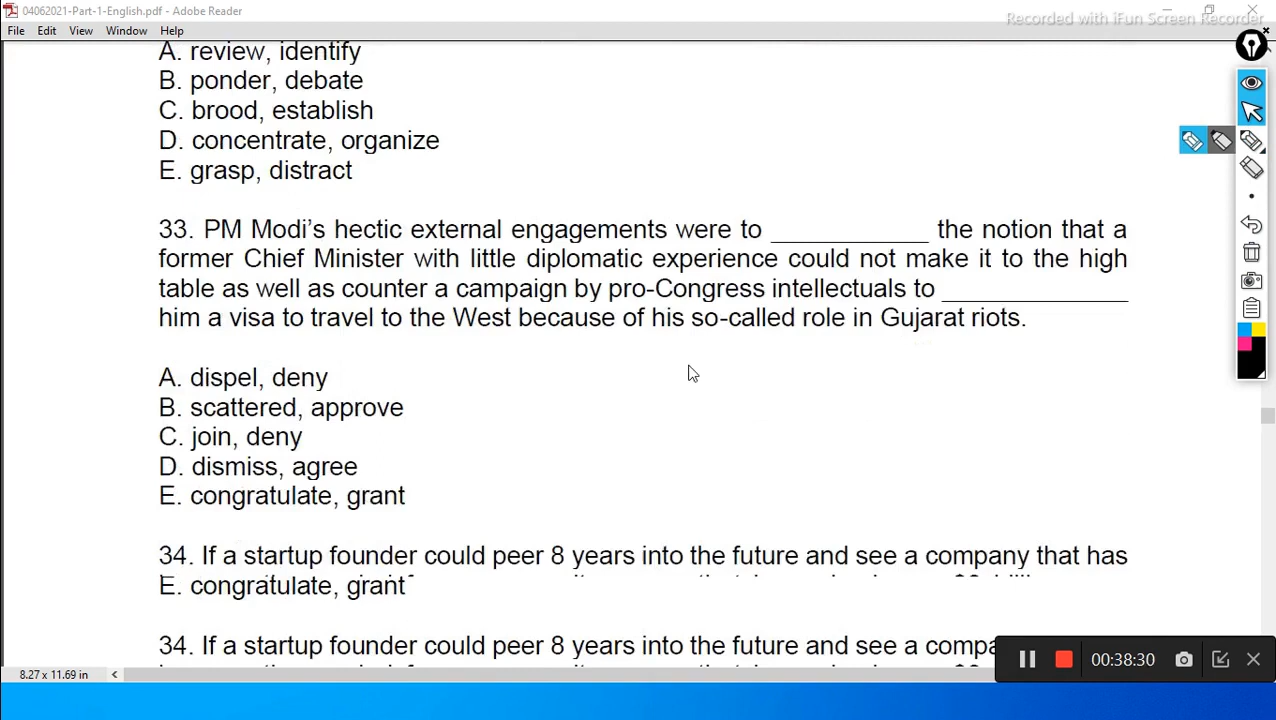 04062021-Part-1-English.pdf - Adobe Reader
Recorded with iFun Screen Recorder
File Edit View Window Help
A. review, identify
B. ponder, debate
C. brood, establish
D. concentrate, organize
E. grasp, distract
33. PM Modi's hectic external engagements were to ____________ the notion that a
former Chief Minister with little diplomatic experience could not make it to the high
table as well as counter a campaign by pro-Congress intellectuals to ______________
him a visa to travel to the West because of his so-called role in Gujarat riots.
A. dispel, deny
B. scattered, approve
C. join, deny
D. dismiss, agree
E. congratulate, grant
34. If a startup founder could peer 8 years into the future and see a company that has
E. congratulate, grant
34. If a startup founder could peer 8 years into the future and see a
8.27 x 11.69 in
00:38:30